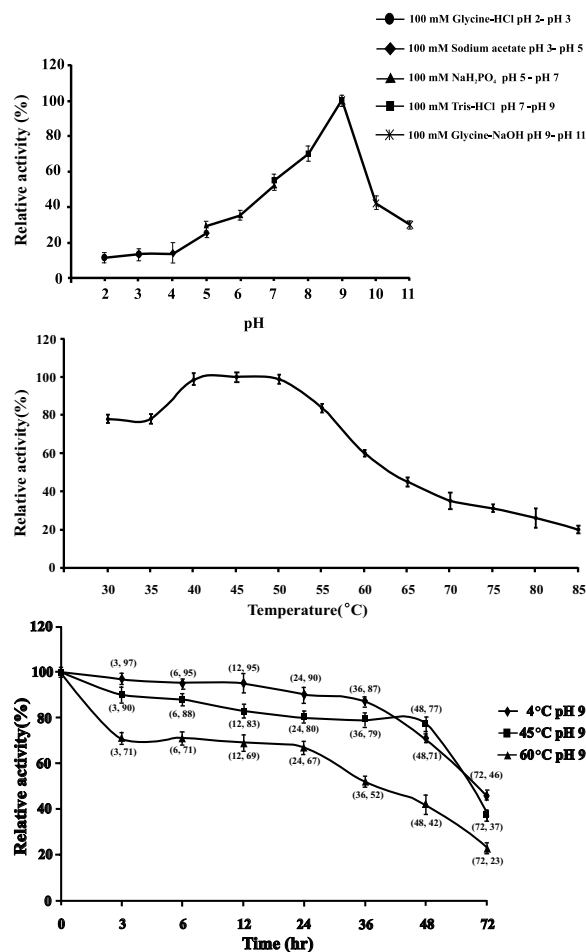 100 mM Glycine-HCl pH 2- pH 3
100 mM Sodium acetate pH 3- pH 5
100 mM NaH₂PO₄ pH 5 - pH 7
100 mM Tris-HCl pH 7 -pH 9
100 mM Glycine-NaOH pH 9- pH 11
Relative activity (%)
120
100
80
60
40
20
0
2 3 4 5 6 7 8 9 10 11
pH
Relative activity(%)
120
100
80
60
40
20
0
30 35 40 45 50 55 60 65 70 75 80 85
Temperature(°C)
Relative activity(%)
120
100
80
60
40
20
0
(3, 97) (6, 95) (12, 95) (24, 90) (36, 87) (48, 77)
(3, 90) (6, 88) (12, 83) (24, 80) (36, 79) (48,71) (72, 46)
(3, 71) (6, 71) (12, 69) (24, 67) (36, 52) (48, 42) (72, 37)
(72, 23)
4°C pH 9
45°C pH 9
60°C pH 9
0 3 6 12 24 36 48 72
Time (hr)